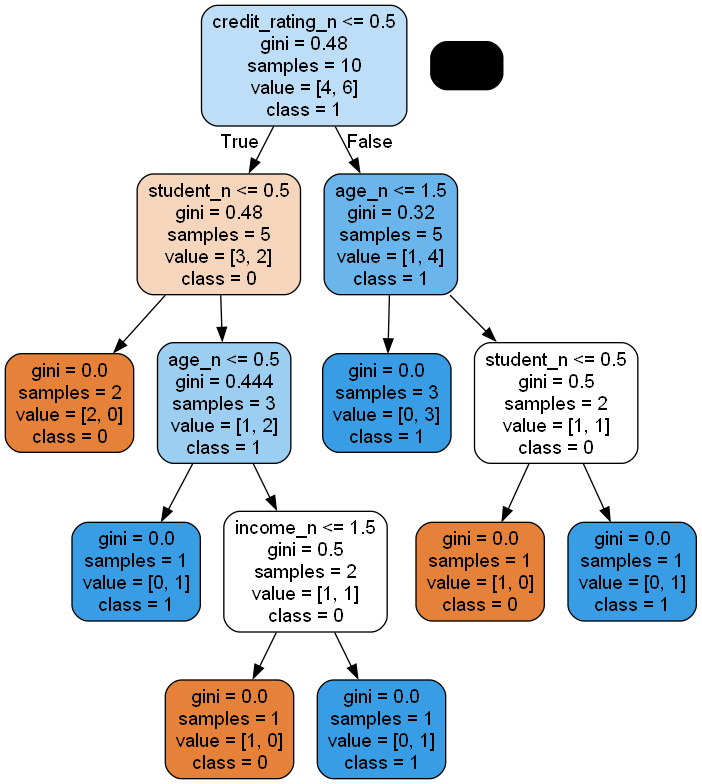 credit_rating_n <= 0.5
gini = 0.48
samples = 10
value = [4, 6]
class = 1
True
False
student_n <= 0.5
gini = 0.48
samples = 5
value = [3, 2]
class = 0
age_n <= 1.5
gini = 0.32
samples = 5
value = [1, 4]
class = 1
gini = 0.0
samples = 2
value = [2, 0]
class = 0
age_n <= 0.5
gini = 0.444
samples = 3
value = [1, 2]
class = 1
gini = 0.0
samples = 3
value = [0, 3]
class = 1
student_n <= 0.5
gini = 0.5
samples = 2
value = [1, 1]
class = 0
gini = 0.0
samples = 1
value = [0, 1]
class = 1
income_n <= 1.5
gini = 0.5
samples = 2
value = [1, 1]
class = 0
gini = 0.0
samples = 1
value = [1, 0]
class = 0
gini = 0.0
samples = 1
value = [0, 1]
class = 1
gini = 0.0
samples = 1
value = [1, 0]
class = 0
gini = 0.0
samples = 1
value = [0, 1]
class = 1